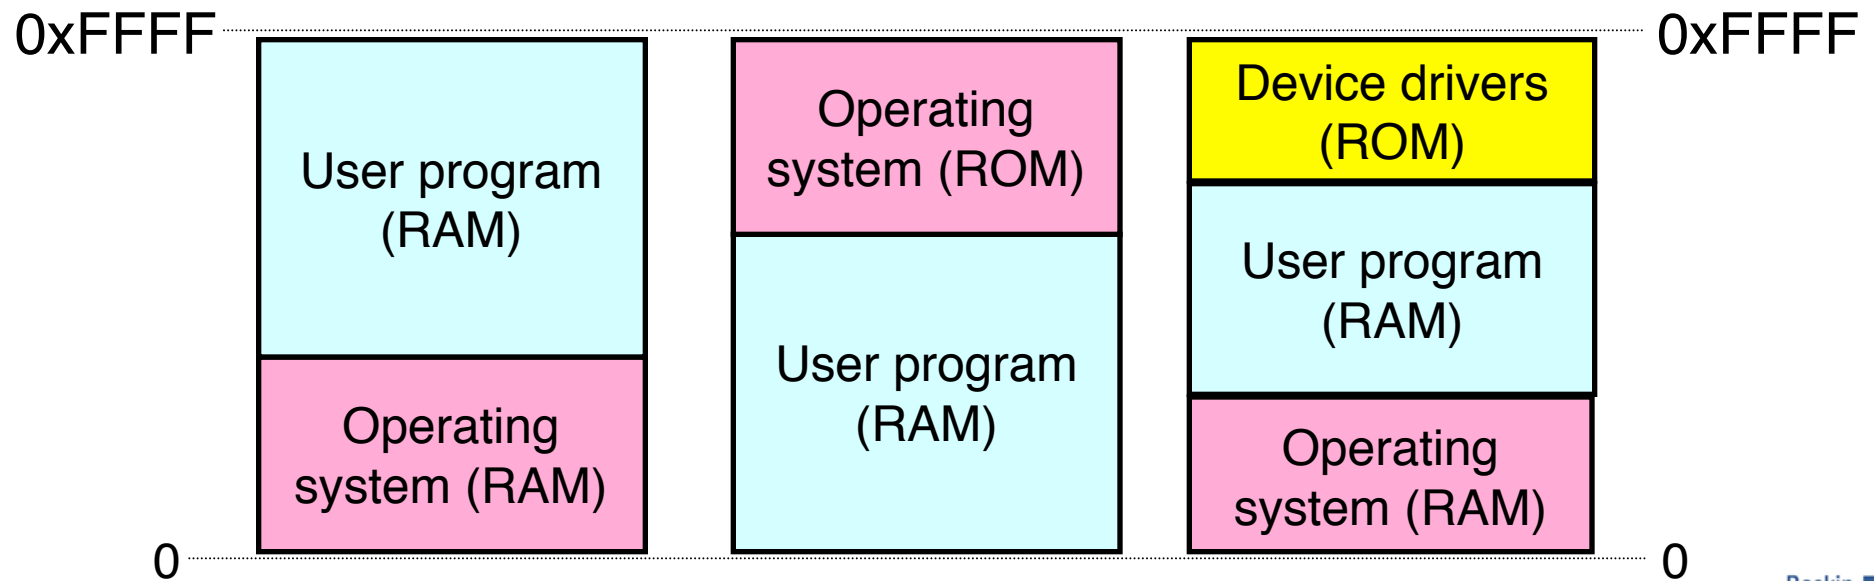 0xFFFF
0xFFFF
User program
(RAM)
Operating
system (RAM)
Operating
system (ROM)
User program
(RAM)
Device drivers
(ROM)
User program
(RAM)
Operating
system (RAM)
0
0